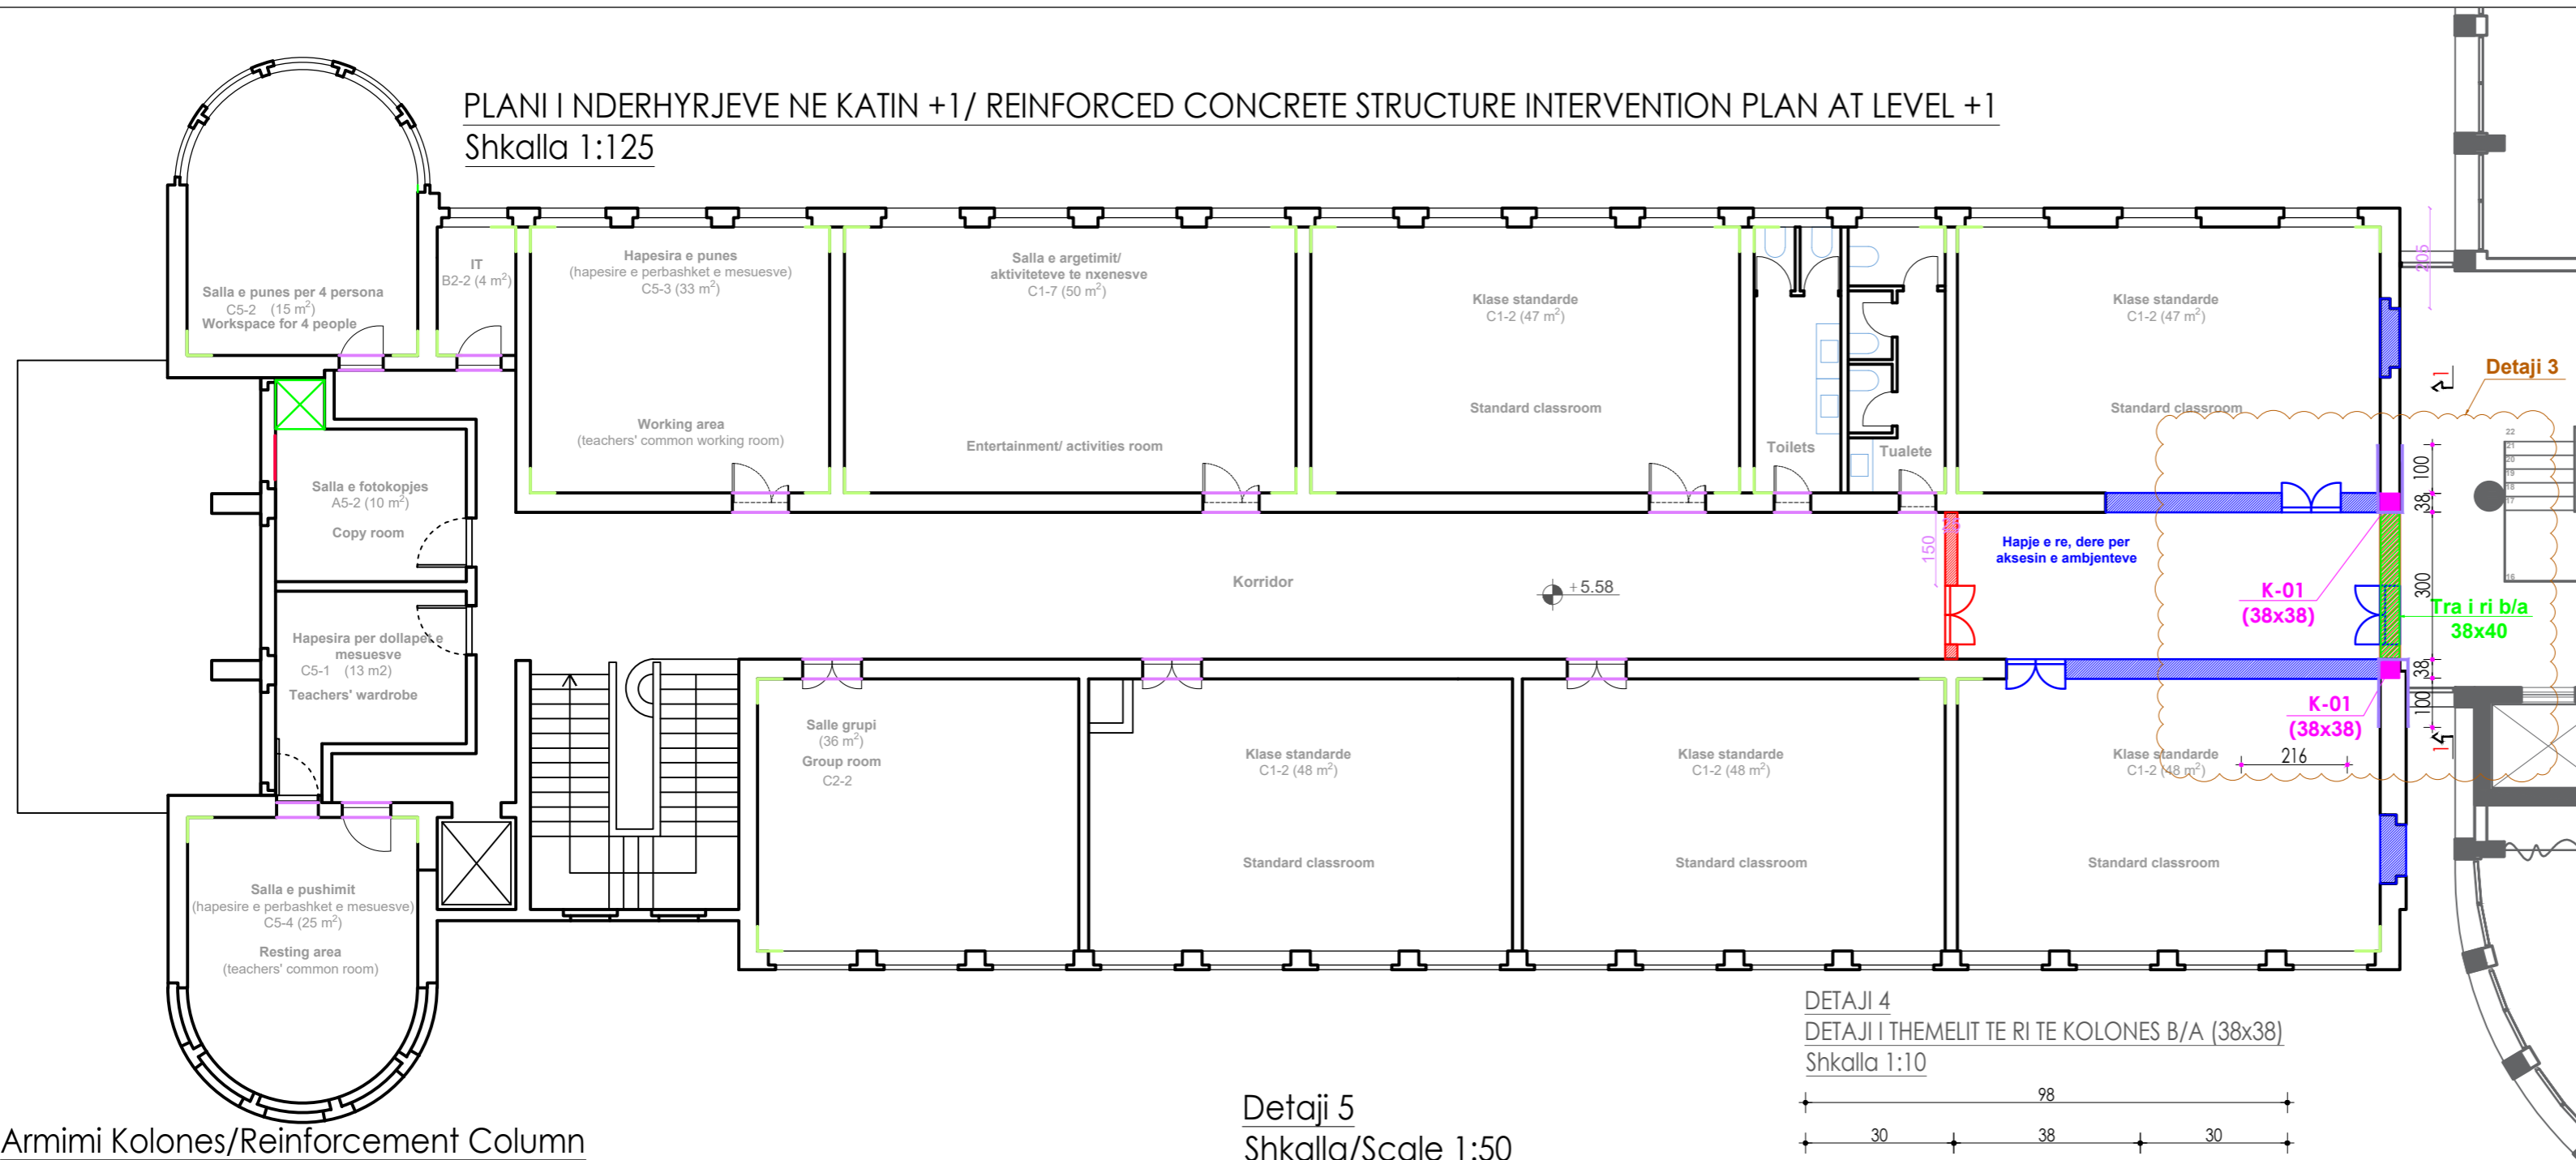 PLANI I NDERHYRJEVE NE KATIN +1/ REINFORCED CONCRETE STRUCTURE INTERVENTION PLAN AT LEVEL +1
Shkalla 1:125
Salla e punes per 4 persona
C5-2 (15 m²)
Workspace for 4 people
IT
B2-2 (4 m²)
Hapesira e punes
(hapesire e perbashket e mesuesve)
C5-3 (33 m²)
Working area
(teachers' common working room)
Salla e argetimit/
aktiviteteve te nxenesve
C1-7 (50 m²)
Entertainment/ activities room
Klase standarde
C1-2 (47 m²)
Standard classroom
Toilets
Tualete
Klase standarde
C1-2 (47 m²)
Standard classroom
205
1
Detaji 3
22
21
20
19
18
17
16
100
38
300
38
100
Salla e fotokopjes
A5-2 (10 m²)
Copy room
Korridor
+5.58
150
Hapje e re, dere per
aksesin e ambjenteve
K-01
(38x38)
Tra i ri b/a
38x40
Hapesira per dollapet e
mesuesve
C5-1 (13 m2)
Teachers' wardrobe
K-01
(38x38)
1
216
Salle grupi
(36 m²)
Group room
C2-2
Klase standarde
C1-2 (48 m²)
Standard classroom
Klase standarde
C1-2 (48 m²)
Standard classroom
Klase standarde
C1-2 (48 m²)
Standard classroom
Salla e pushimit
(hapesire e perbashket e mesuesve)
C5-4 (25 m²)
Resting area
(teachers' common room)
DETAJI 4
DETAJI I THEMELIT TE RI TE KOLONES B/A (38x38)
Shkalla 1:10
98
30 38 30
Detaji 5
Shkalla/Scale 1:50
Armimi Kolones/Reinforcement Column